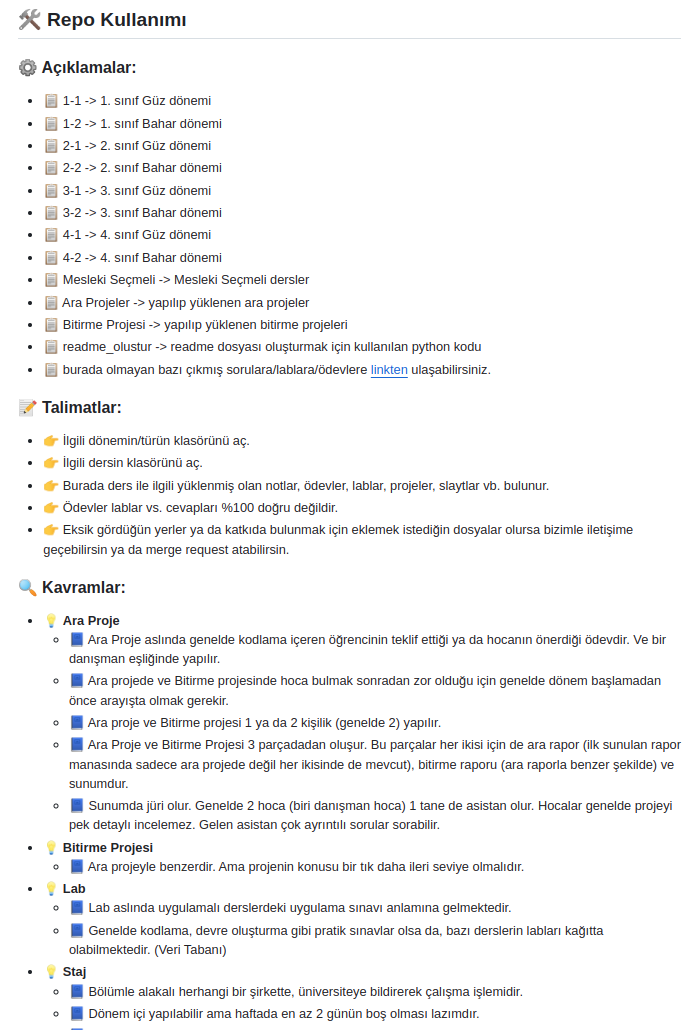 🛠️ Repo Kullanımı
⚙️ Açıklamalar:
📋 1-1 -> 1. sınıf Güz dönemi
📋 1-2 -> 1. sınıf Bahar dönemi
📋 2-1 -> 2. sınıf Güz dönemi
📋 2-2 -> 2. sınıf Bahar dönemi
📋 3-1 -> 3. sınıf Güz dönemi
📋 3-2 -> 3. sınıf Bahar dönemi
📋 4-1 -> 4. sınıf Güz dönemi
📋 4-2 -> 4. sınıf Bahar dönemi
📋 Mesleki Seçmeli -> Mesleki Seçmeli dersler
📋 Ara Projeler -> yapılıp yüklenen ara projeler
📋 Bitirme Projesi -> yapılıp yüklenen bitirme projeleri
📋 readme_olustur -> readme dosyası oluşturmak için kullanılan python kodu
📋 burada olmayan bazı çıkmış sorulara/lablara/ödevlere linkten ulaşabilirsiniz.
📝 Talimatlar:
👉 İlgili dönemin/türün klasörünü aç.
👉 İlgili dersin klasörünü aç.
👉 Burada ders ile ilgili yüklenmiş olan notlar, ödevler, lablar, projeler, slaytlar vb. bulunur.
👉 Ödevler lablar vs. cevapları %100 doğru değildir.
👉 Eksik gördüğün yerler ya da katkıda bulunmak için eklemek istediğin dosyalar olursa bizimle iletişime
geçebilirsin ya da merge request atabilirsin.
🔍 Kavramlar:
💡 Ara Proje
📘 Ara Proje aslında genelde kodlama içeren öğrencinin teklif ettiği ya da hocanın önerdiği ödevdir. Ve bir
danışman eşliğinde yapılır.
📘 Ara projede ve Bitirme projesinde hoca bulmak sonradan zor olduğu için genelde dönem başlamadan
önce arayışta olmak gerekir.
📘 Ara proje ve Bitirme projesi 1 ya da 2 kişilik (genelde 2) yapılır.
📘 Ara Proje ve Bitirme Projesi 3 parçadadan oluşur. Bu parçalar her ikisi için de ara rapor (ilk sunulan rapor
manasında sadece ara projede değil her ikisinde de mevcut), bitirme raporu (ara raporla benzer şekilde) ve
sunumdur.
📘 Sunumda jüri olur. Genelde 2 hoca (biri danışman hoca) 1 tane de asistan olur. Hocalar genelde projeyi
pek detaylı incelemez. Gelen asistan çok ayrıntılı sorular sorabilir.
💡 Bitirme Projesi
📘 Ara projeyle benzerdir. Ama projenin konusu bir tık daha ileri seviye olmalıdır.
💡 Lab
📘 Lab aslında uygulamalı derslerdeki uygulama sınavı anlamına gelmektedir.
📘 Genelde kodlama, devre oluşturma gibi pratik sınavlar olsa da, bazı derslerin labları kağıtta
olabilmektedir. (Veri Tabanı)
💡 Staj
📘 Bölümle alakalı herhangi bir şirkette, üniversiteye bildirerek çalışma işlemidir.
📘 Dönem içi yapılabilir ama haftada en az 2 günün boş olması lazımdır.